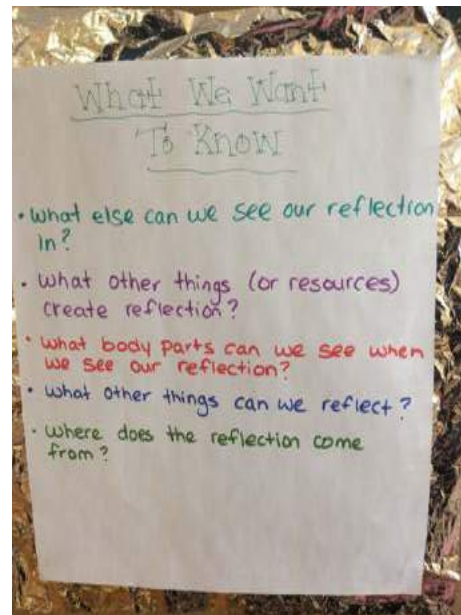 What We Want
To Know
• What else can we see our reflection
in?
• What other things (or resources)
create reflection?
• What body parts can we see when
we see our reflection?
• What other things can we reflect?
• Where does the reflection come
from?